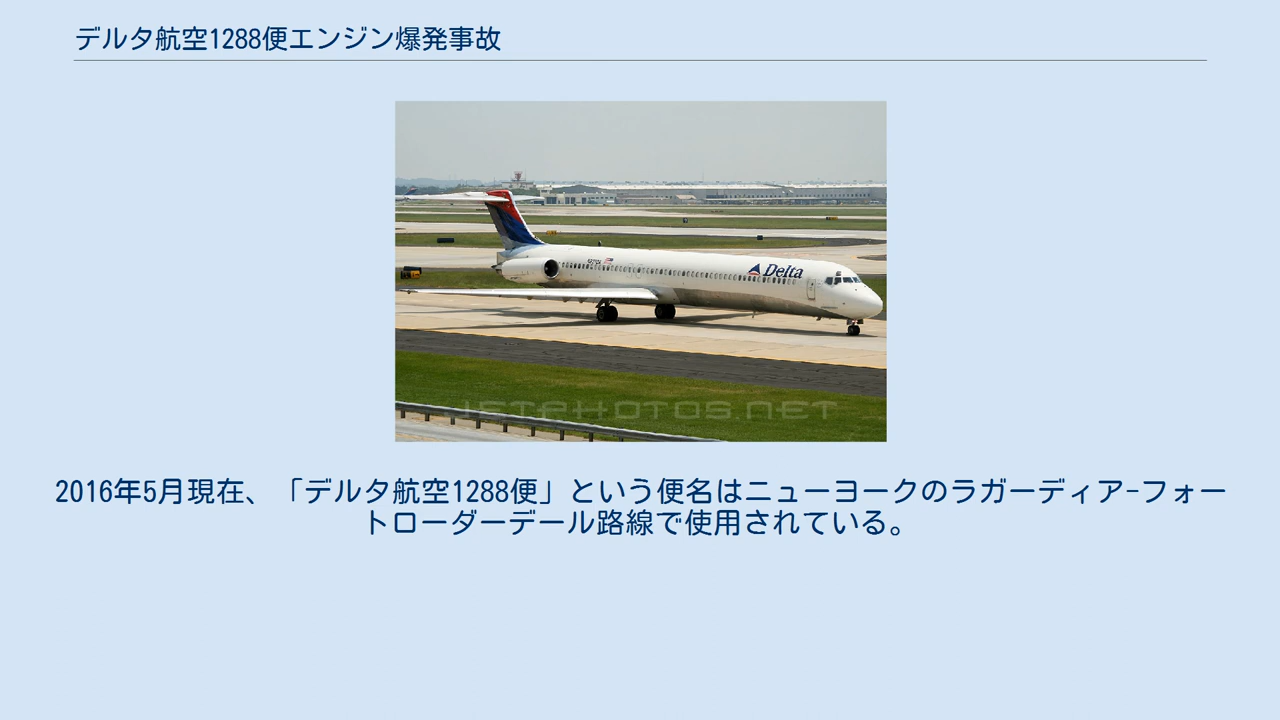 デルタ航空1288便エンジン爆発事故
Delta
JETPHOTOS.NET
2016年5月現在、「デルタ航空1288便」という便名はニューヨークのラガーディア-フォー
トローダーデール路線で使用されている。